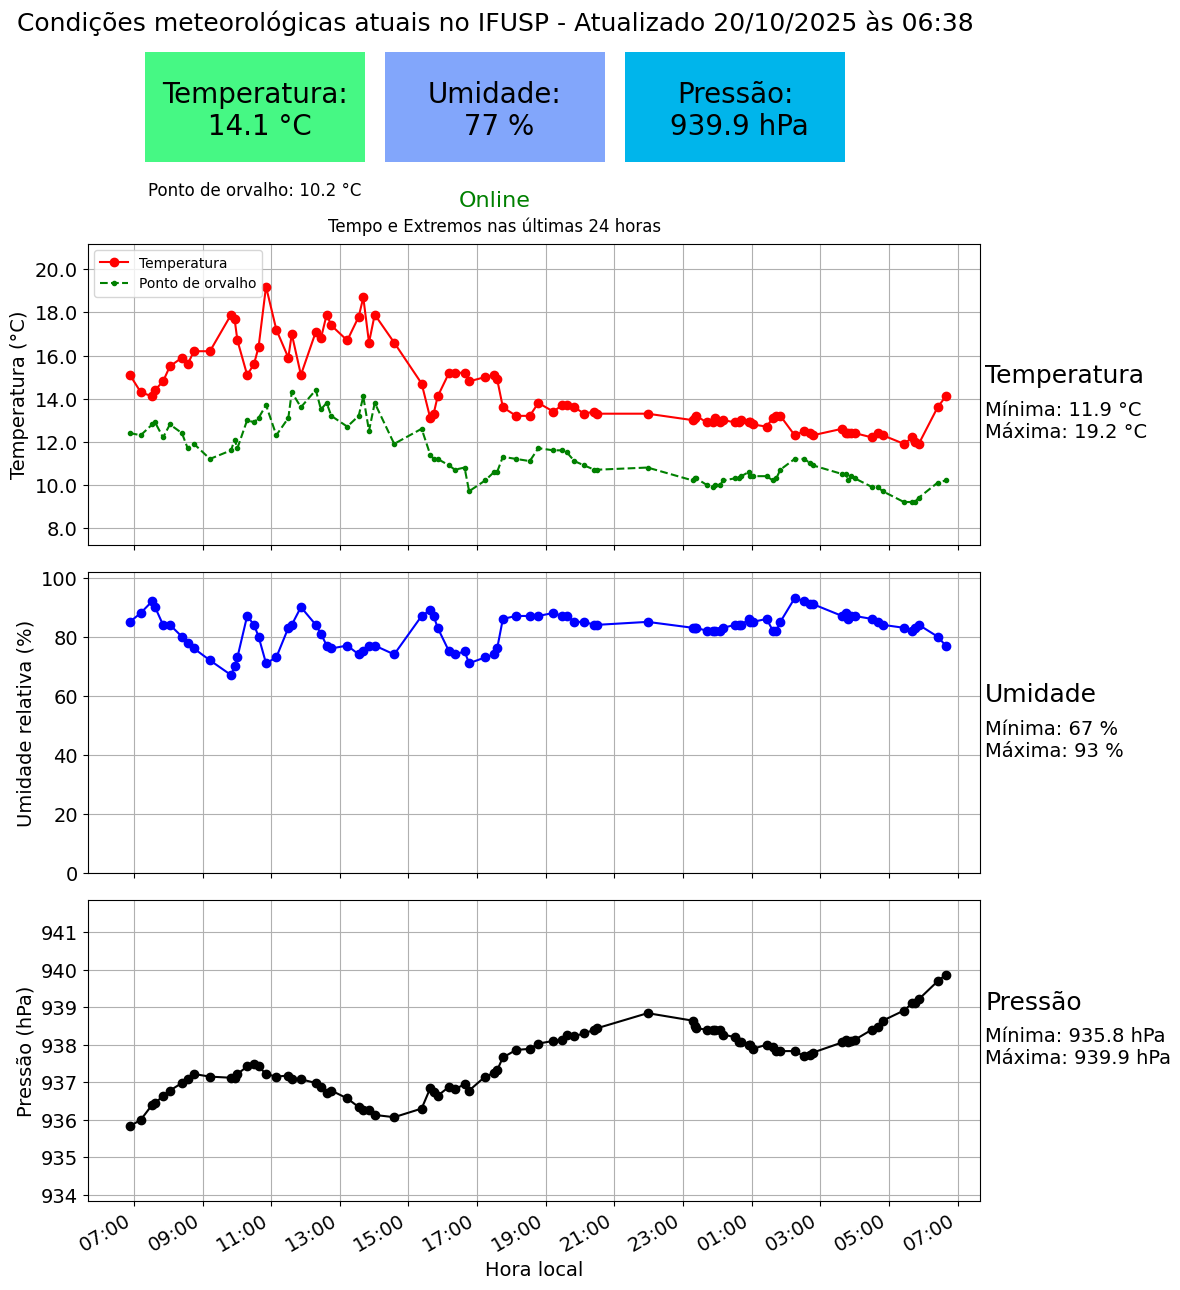 Condições meteorológicas atuais no IFUSP - Atualizado 20/10/2025 às 06:38
Temperatura:
14.1 °C
Umidade:
77 %
Pressão:
939.9 hPa
Ponto de orvalho: 10.2 °C
Online
Tempo e Extremos nas últimas 24 horas
Temperatura
Ponto de orvalho
Temperatura (°C)
20.0
18.0
16.0
14.0
12.0
10.0
8.0
Temperatura
Mínima: 11.9 °C
Máxima: 19.2 °C
Umidade relativa (%)
100
80
60
40
20
0
Umidade
Mínima: 67 %
Máxima: 93 %
Pressão (hPa)
941
940
939
938
937
936
935
934
Pressão
Mínima: 935.8 hPa
Máxima: 939.9 hPa
07:00
09:00
11:00
13:00
15:00
17:00
19:00
21:00
23:00
01:00
03:00
05:00
07:00
Hora local